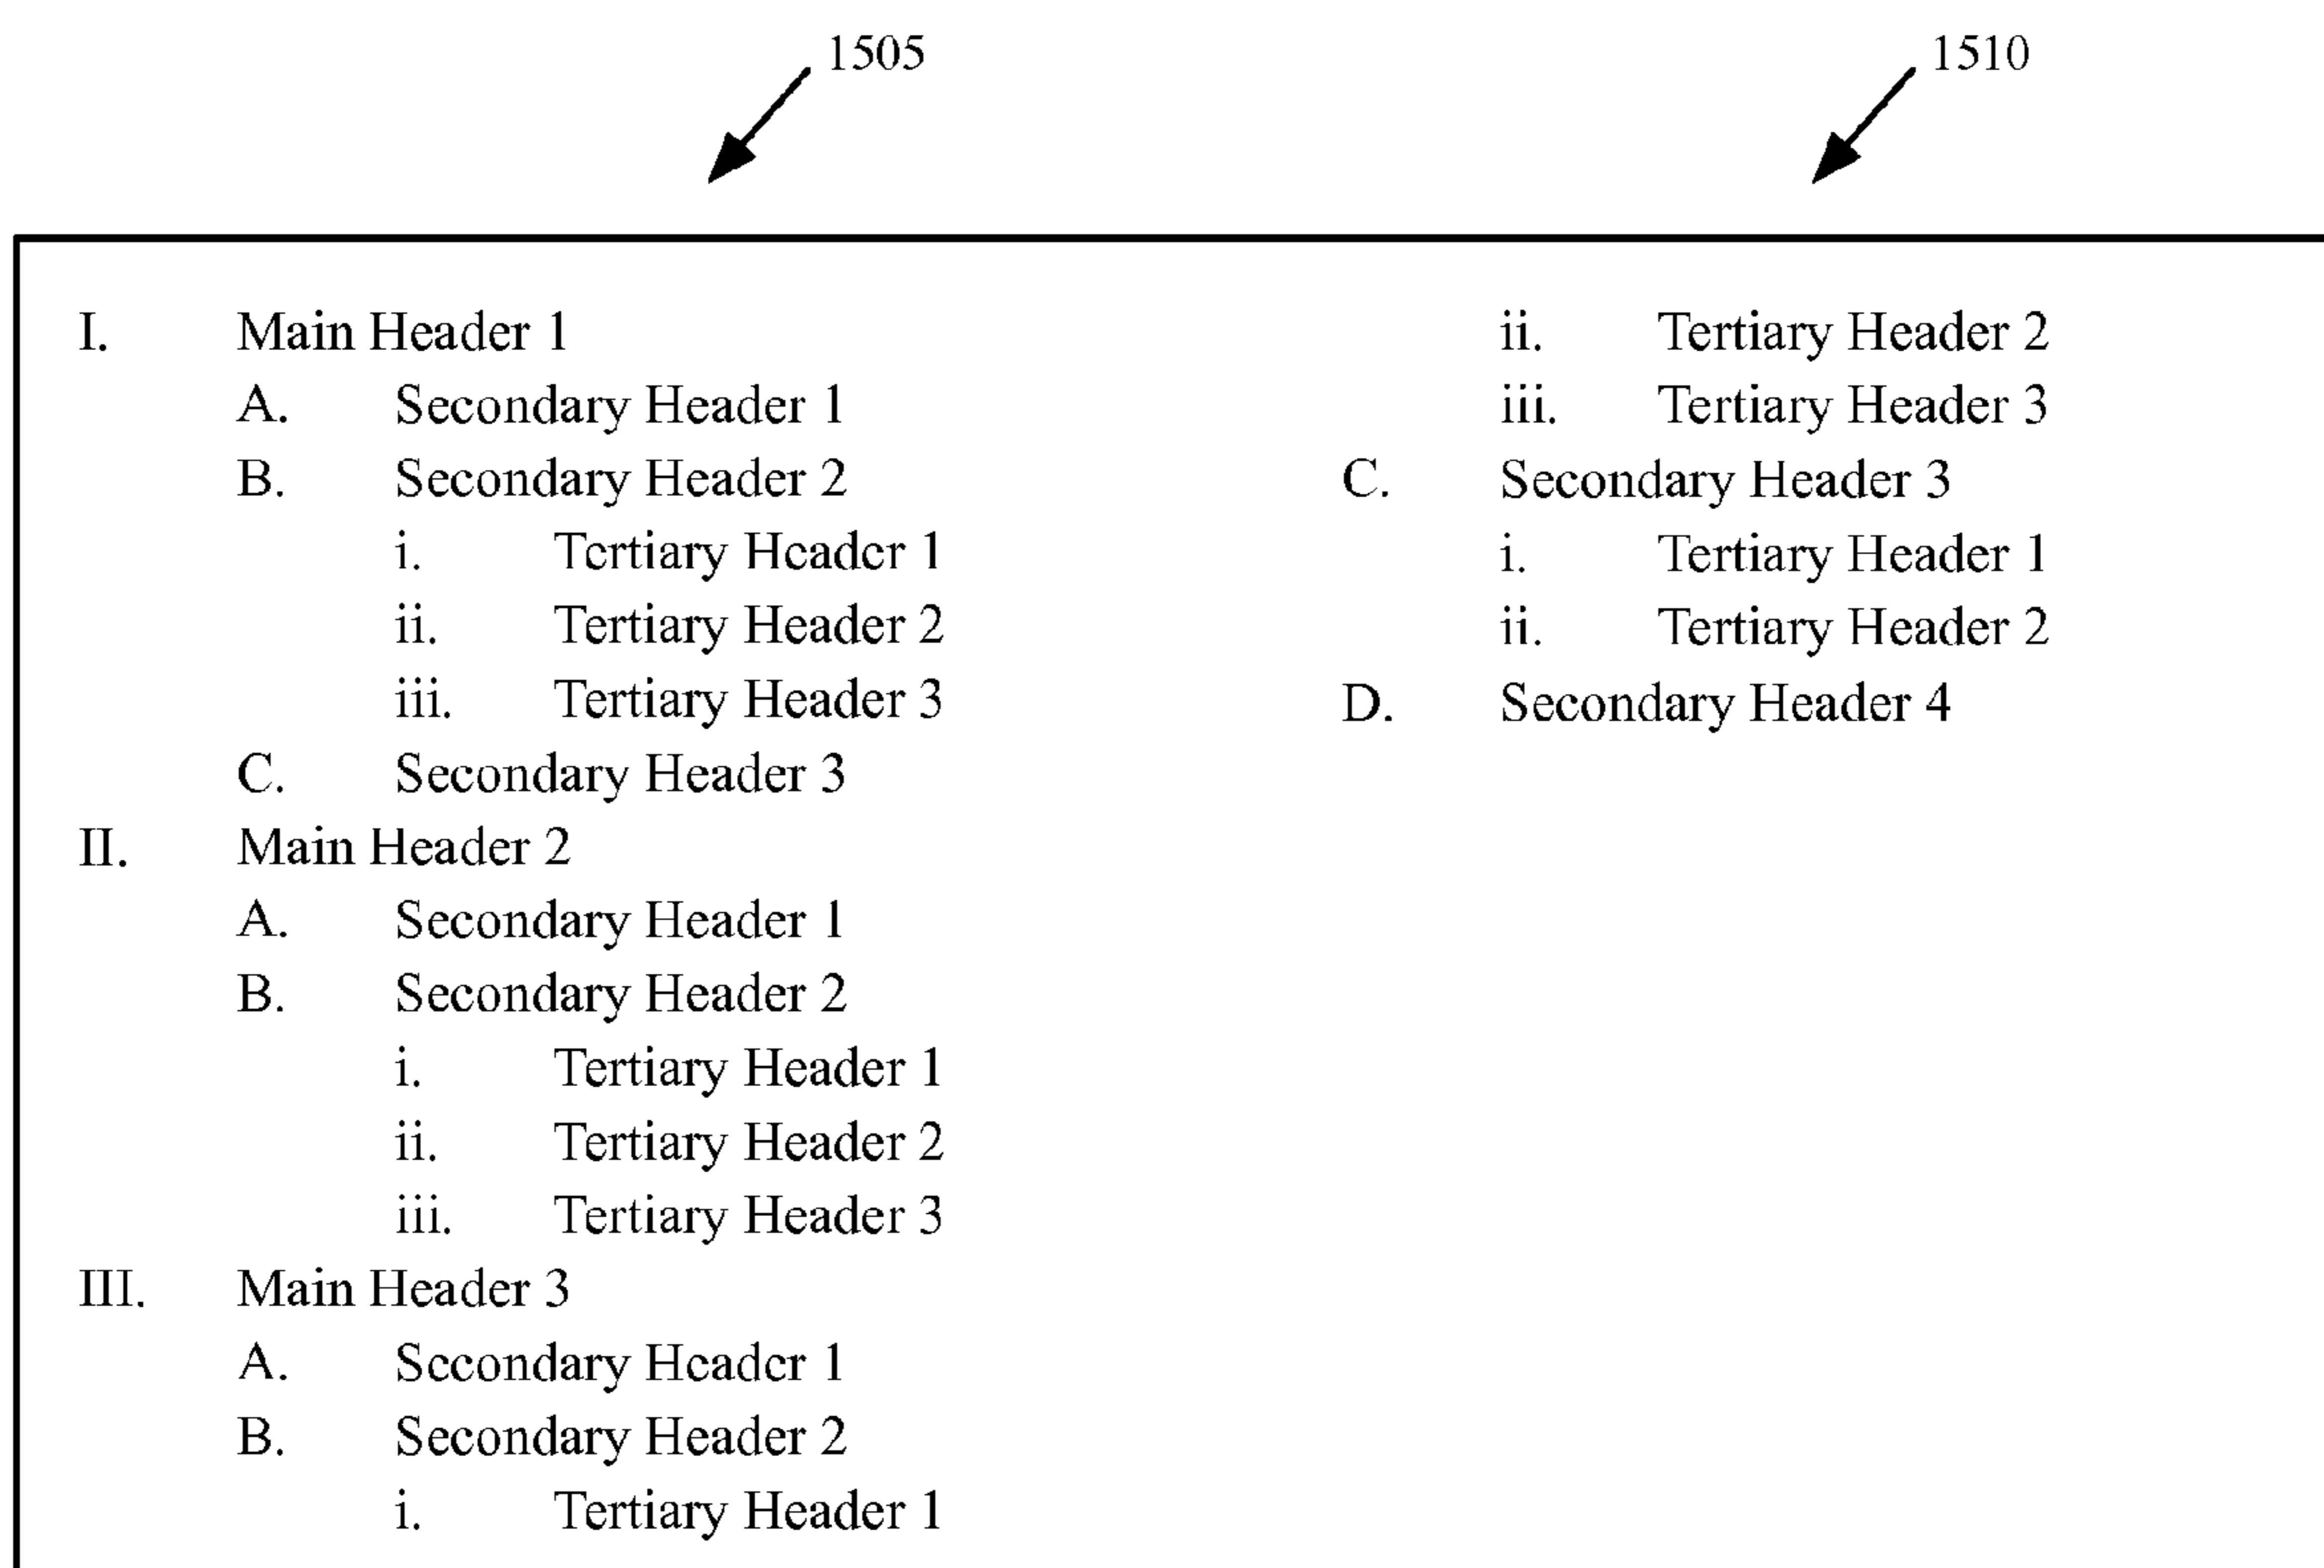 1505
1510
I. Main Header 1
A. Secondary Header 1
B. Secondary Header 2
i. Tertiary Header 1
ii. Tertiary Header 2
iii. Tertiary Header 3
C. Secondary Header 3
II. Main Header 2
A. Secondary Header 1
B. Secondary Header 2
i. Tertiary Header 1
ii. Tertiary Header 2
iii. Tertiary Header 3
III. Main Header 3
A. Secondary Header 1
B. Secondary Header 2
i. Tertiary Header 1
ii. Tertiary Header 2
iii. Tertiary Header 3
C. Secondary Header 3
i. Tertiary Header 1
ii. Tertiary Header 2
D. Secondary Header 4